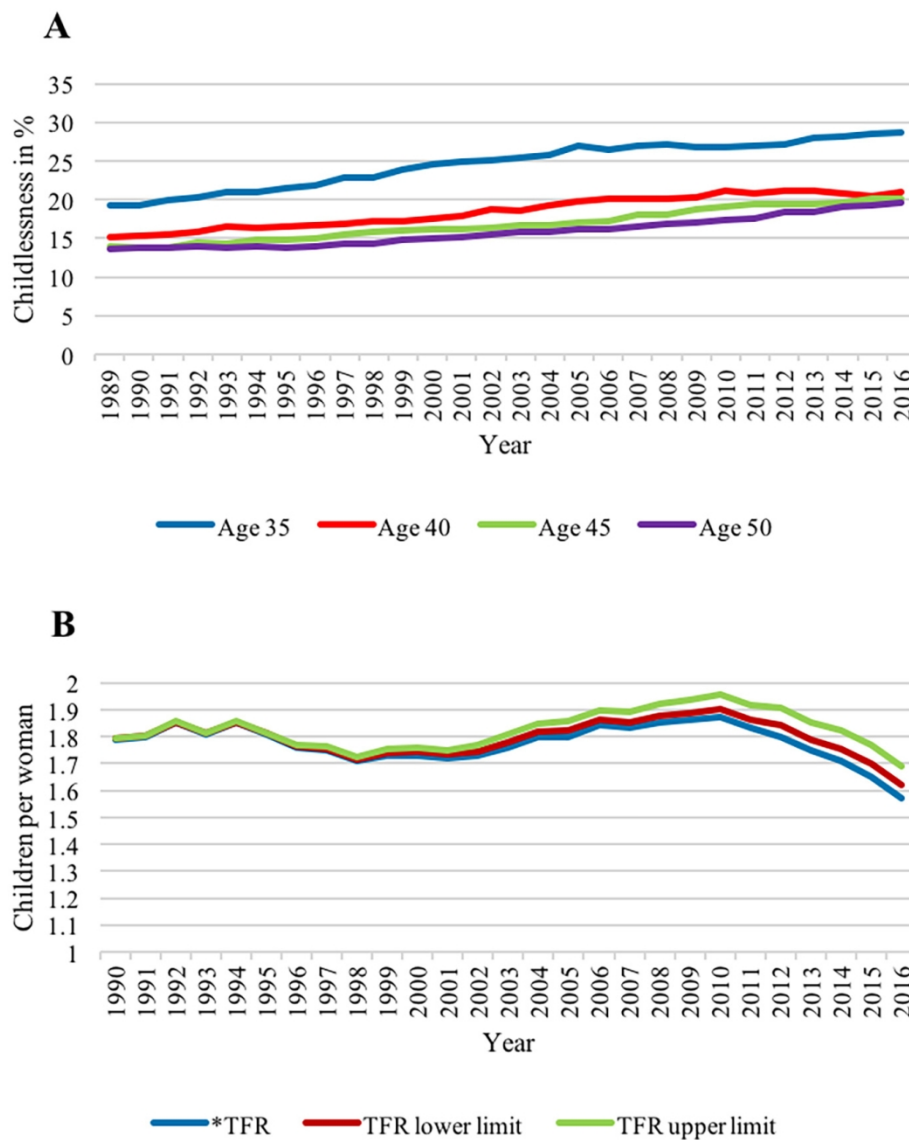 A
Childlessness in %
35
30
25
20
15
10
5
0
1989 1990 1991 1992 1993 1994 1995 1996 1997 1998 1999 2000 2001 2002 2003 2004 2005 2006 2007 2008 2009 2010 2011 2012 2013 2014 2015 2016
Year
Age 35 Age 40 Age 45 Age 50
B
Children per woman
2
1.9
1.8
1.7
1.6
1.5
1.4
1.3
1.2
1.1
1
1990 1991 1992 1993 1994 1995 1996 1997 1998 1999 2000 2001 2002 2003 2004 2005 2006 2007 2008 2009 2010 2011 2012 2013 2014 2015 2016
Year
*TFR TFR lower limit TFR upper limit